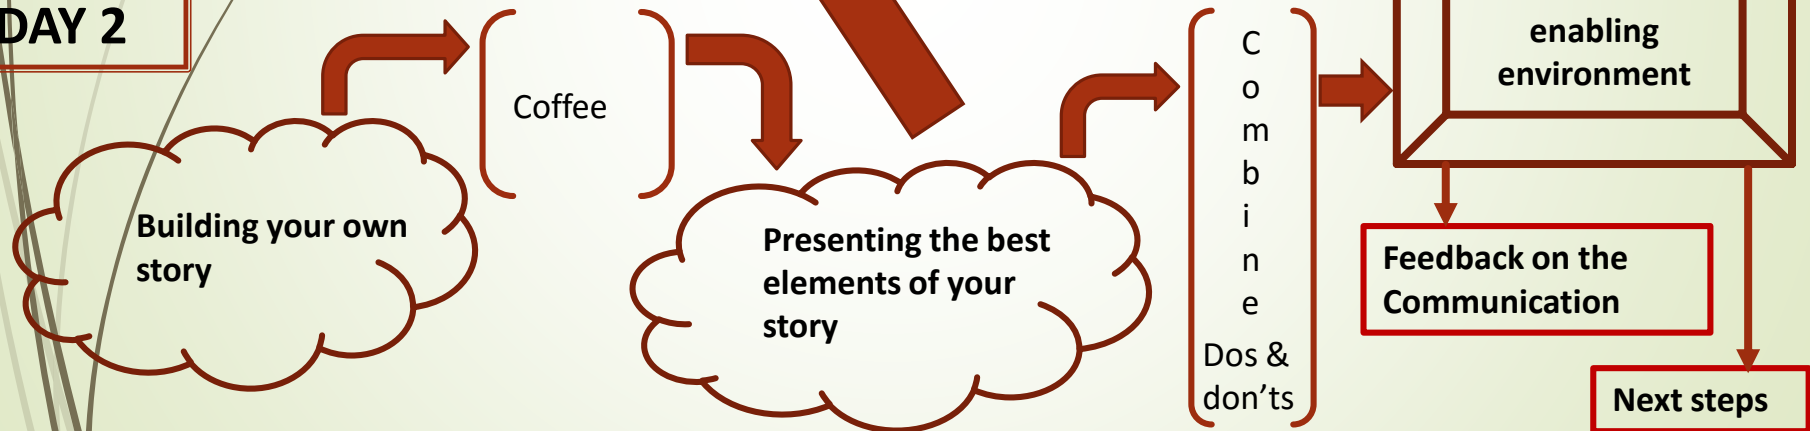 DAY 2
Building your own
story
Coffee
Presenting the best
elements of your
story
C
o
m
b
i
n
e
Dos &
don’ts
enabling
environment
Feedback on the
Communication
Next steps